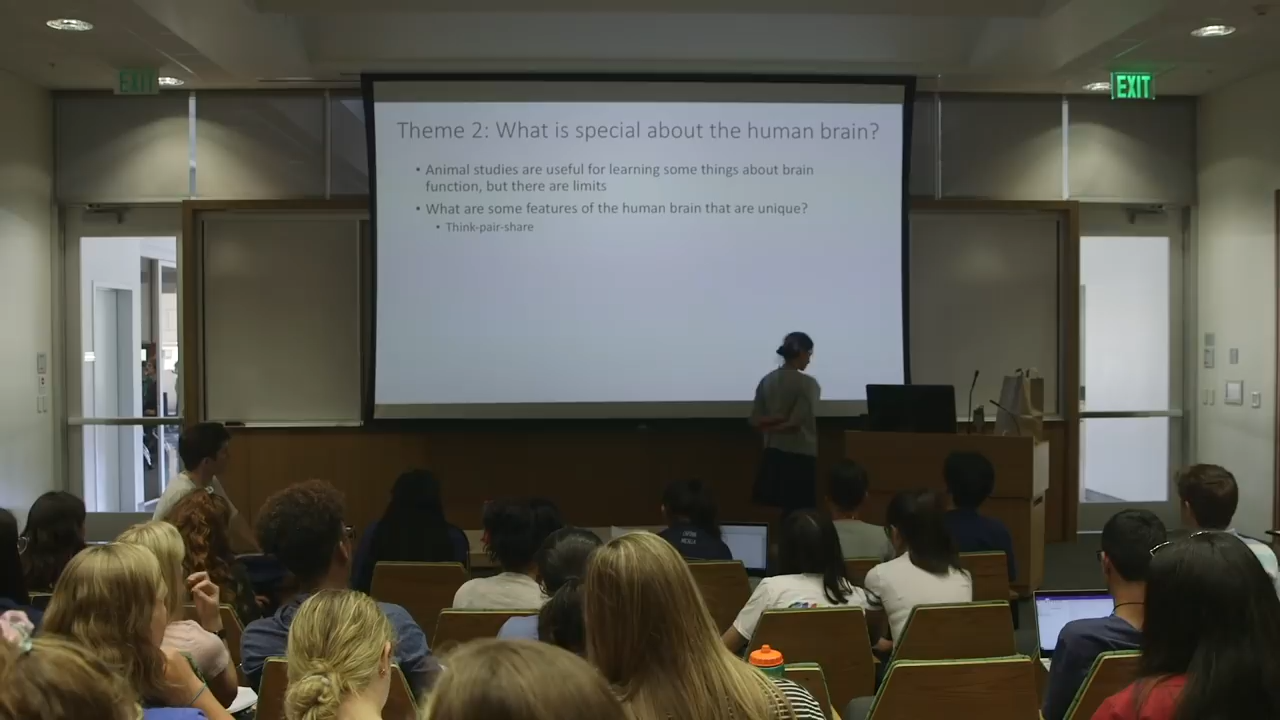 EXIT
EXIT
Theme 2: What is special about the human brain?
• Animal studies are useful for learning some things about brain
function, but there are limits
• What are some features of the human brain that are unique?
• Think-pair-share